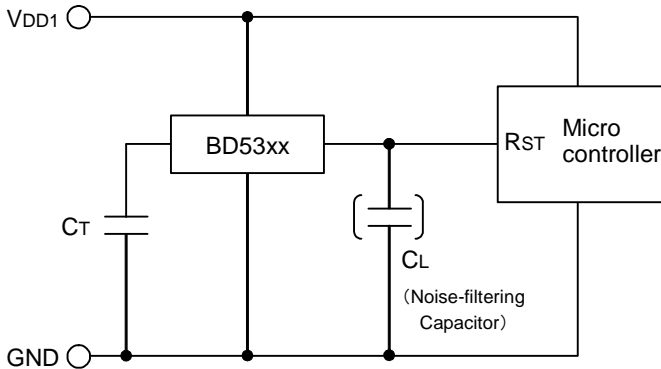 VDD1
BD53xx
RST
Micro
controller
CT
CL
（Noise-filtering
Capacitor）
GND